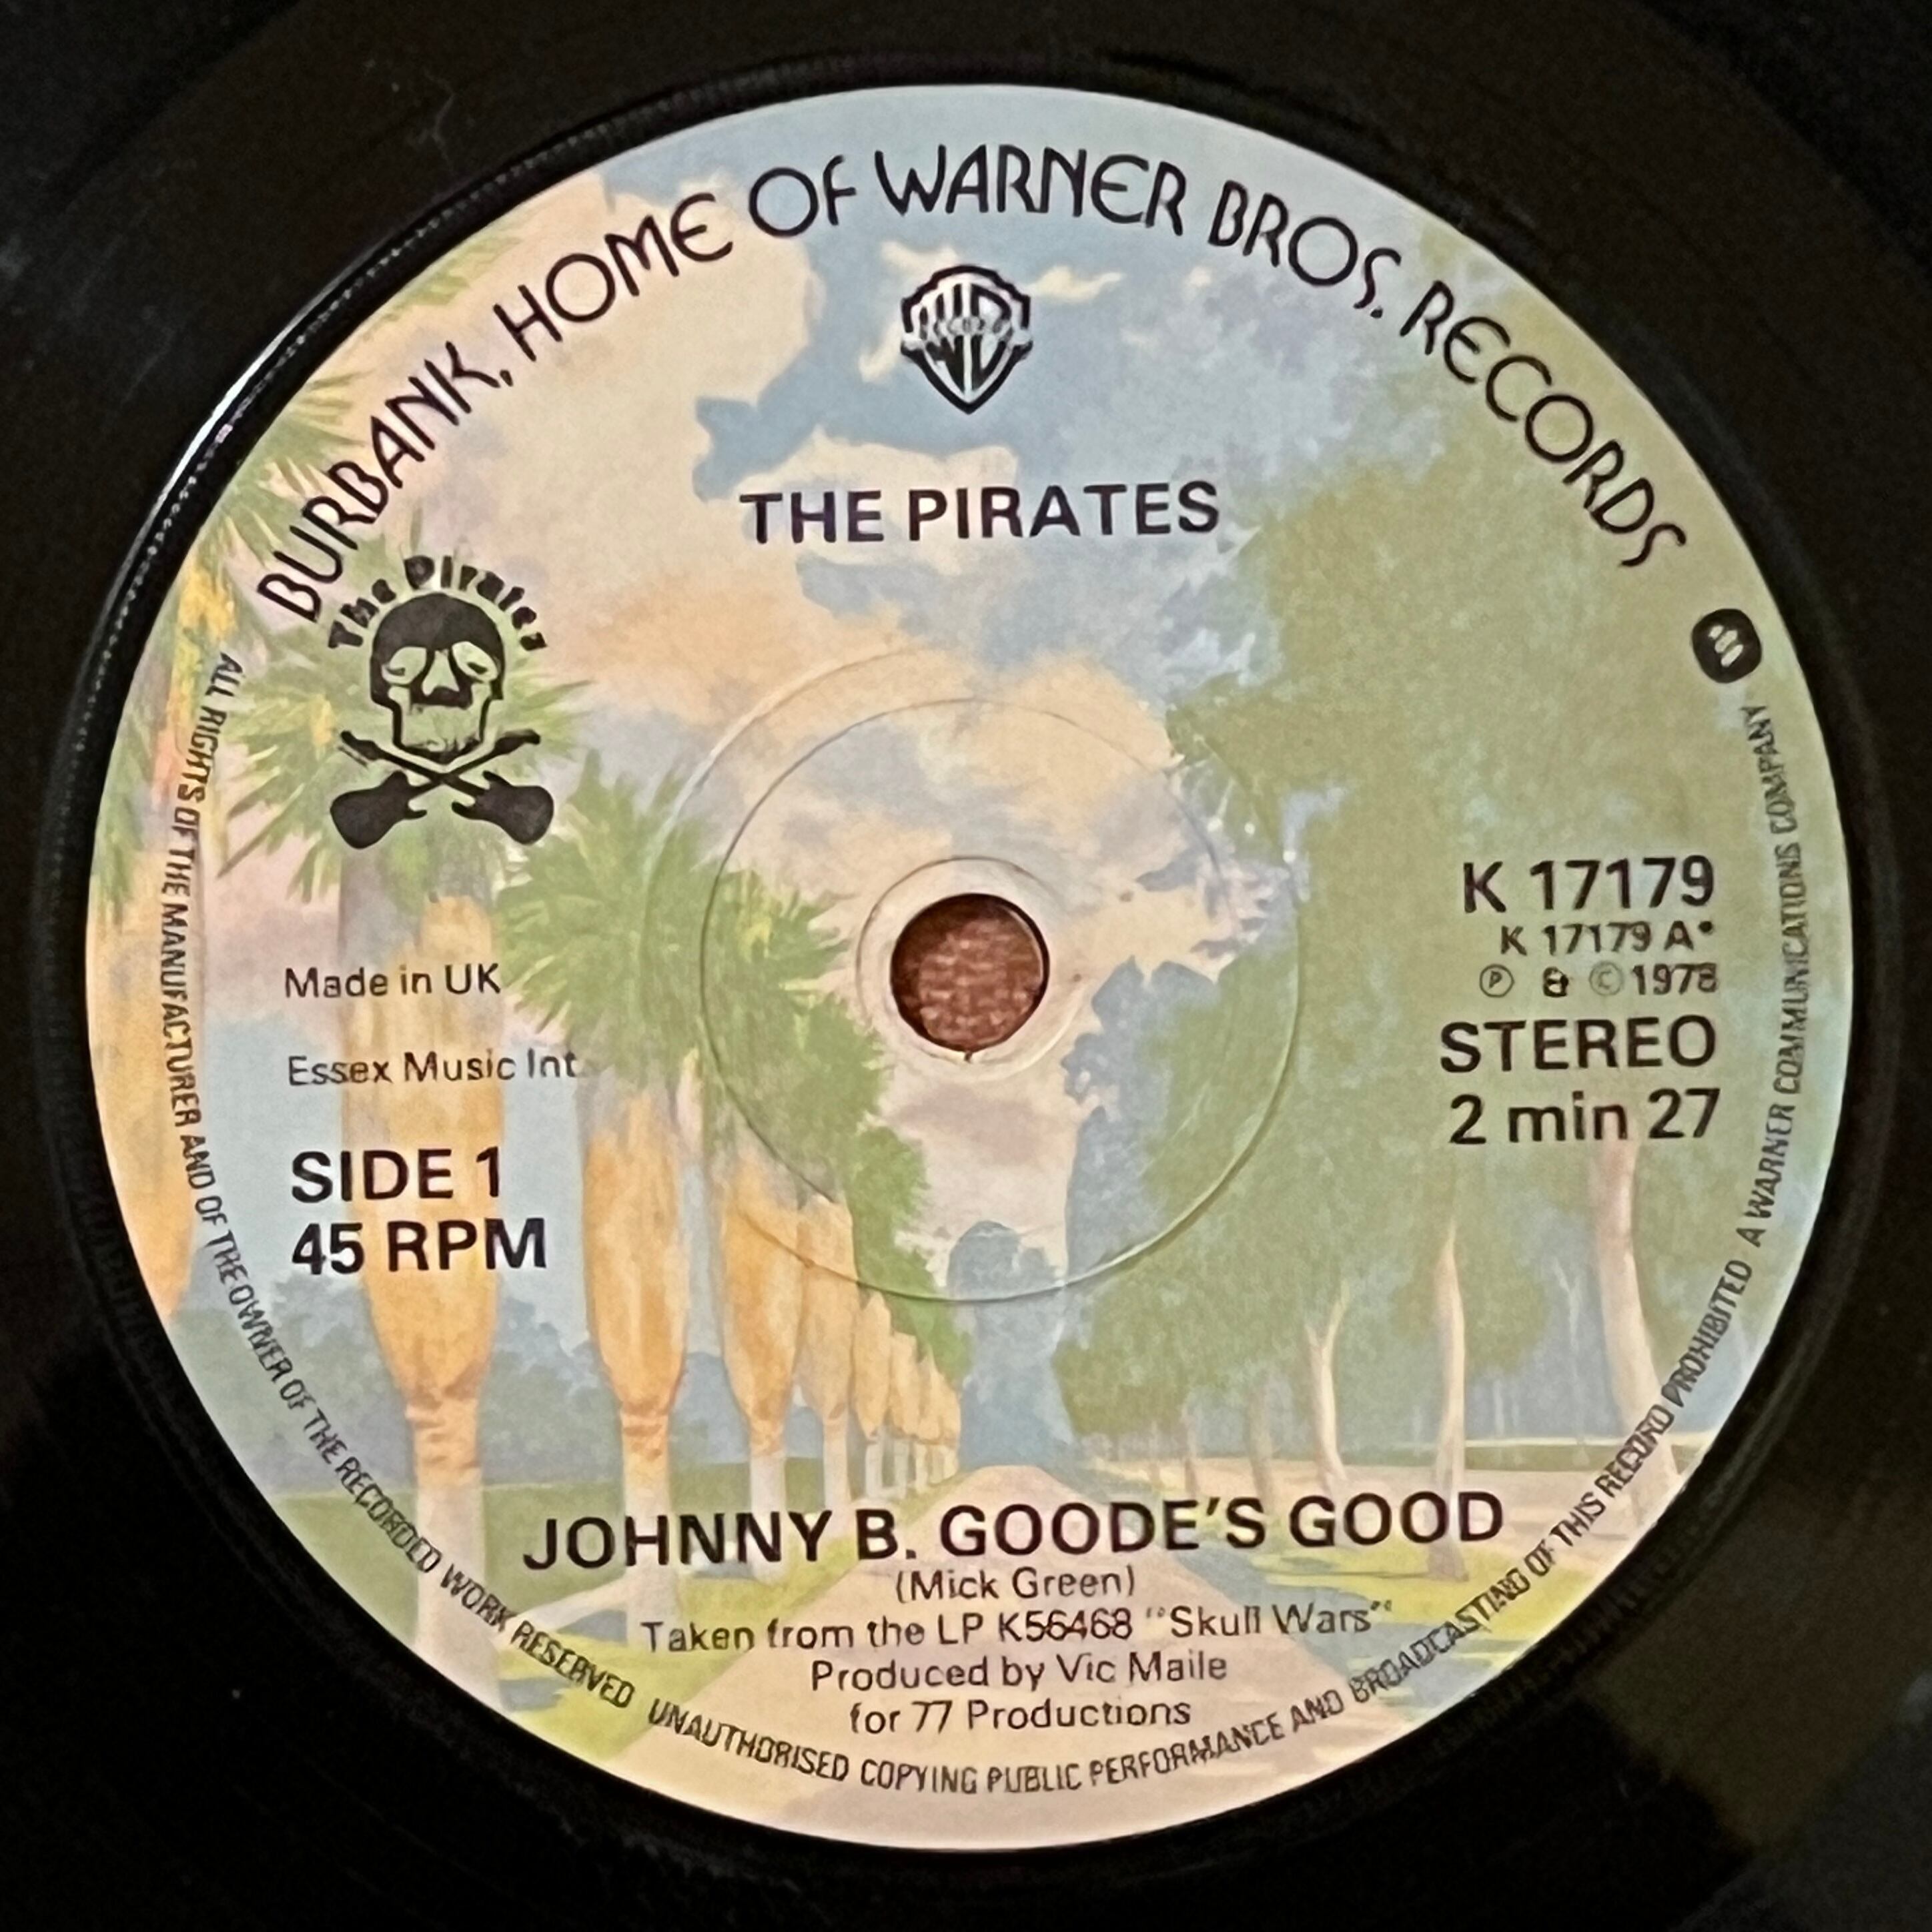 BURBANK, HOME OF WARNER BROS. RECORDS
THE PIRATES
The Pirates
K 17179
K 17179 A*
Ⓟ & © 1978
STEREO
2 min 27
Made in UK
Essex Music Int.
SIDE 1
45 RPM
JOHNNY B. GOODE'S GOOD
(Mick Green)
Taken from the LP K56468 "Skull Wars"
Produced by Vic Maile
for 77 Productions
ALL RIGHTS OF THE MANUFACTURER AND OF THE OWNER OF THE RECORDED WORK RESERVED UNAUTHORISED COPYING PUBLIC PERFORMANCE AND BROADCASTING OF THIS RECORD PROHIBITED A WARNER COMMUNICATIONS COMPANY